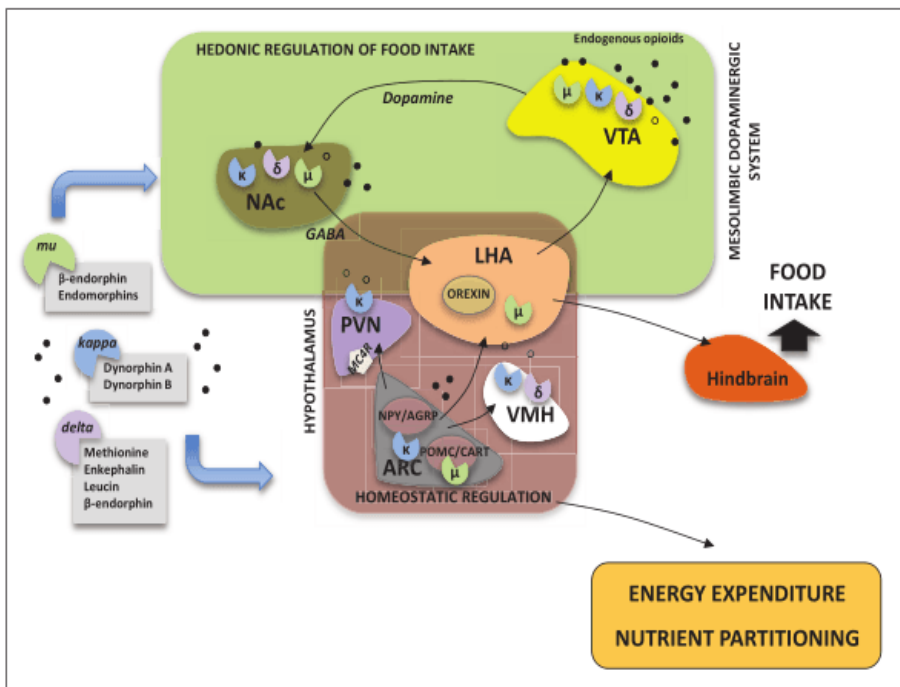 HEDONIC REGULATION OF FOOD INTAKE
Endogenous opioids
Dopamine
μ
κ
δ
VTA
MESOLIMBIC DOPAMINERGIC
SYSTEM
κ
δ
μ
NAc
GABA
mu
β-endorphin
Endomorphins
kappa
Dynorphin A
Dynorphin B
delta
Methionine
Enkephalin
Leucin
β-endorphin
HYPOTHALAMUS
LHA
OREXIN
μ
κ
PVN
MC4R
κ
δ
VMH
NPY/AGRP
κ
POMC/CART
ARC
μ
HOMEOSTATIC REGULATION
FOOD
INTAKE
Hindbrain
ENERGY EXPENDITURE
NUTRIENT PARTITIONING